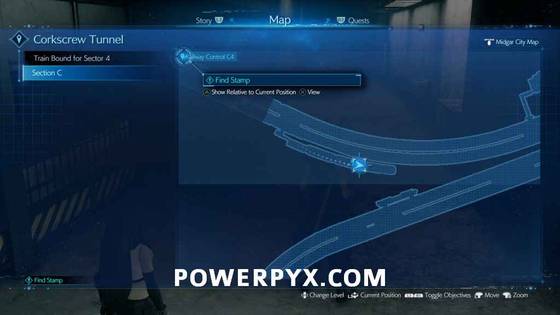 Story
Map
Quests
Corkscrew Tunnel
Midgar City Map
Train Bound for Sector 4
Section C
Railway Control C4
Find Stamp
Show Relative to Current Position
View
POWERPYX.COM
Find Stamp
Change Level
Current Position
Toggle Objectives
Move
Zoom